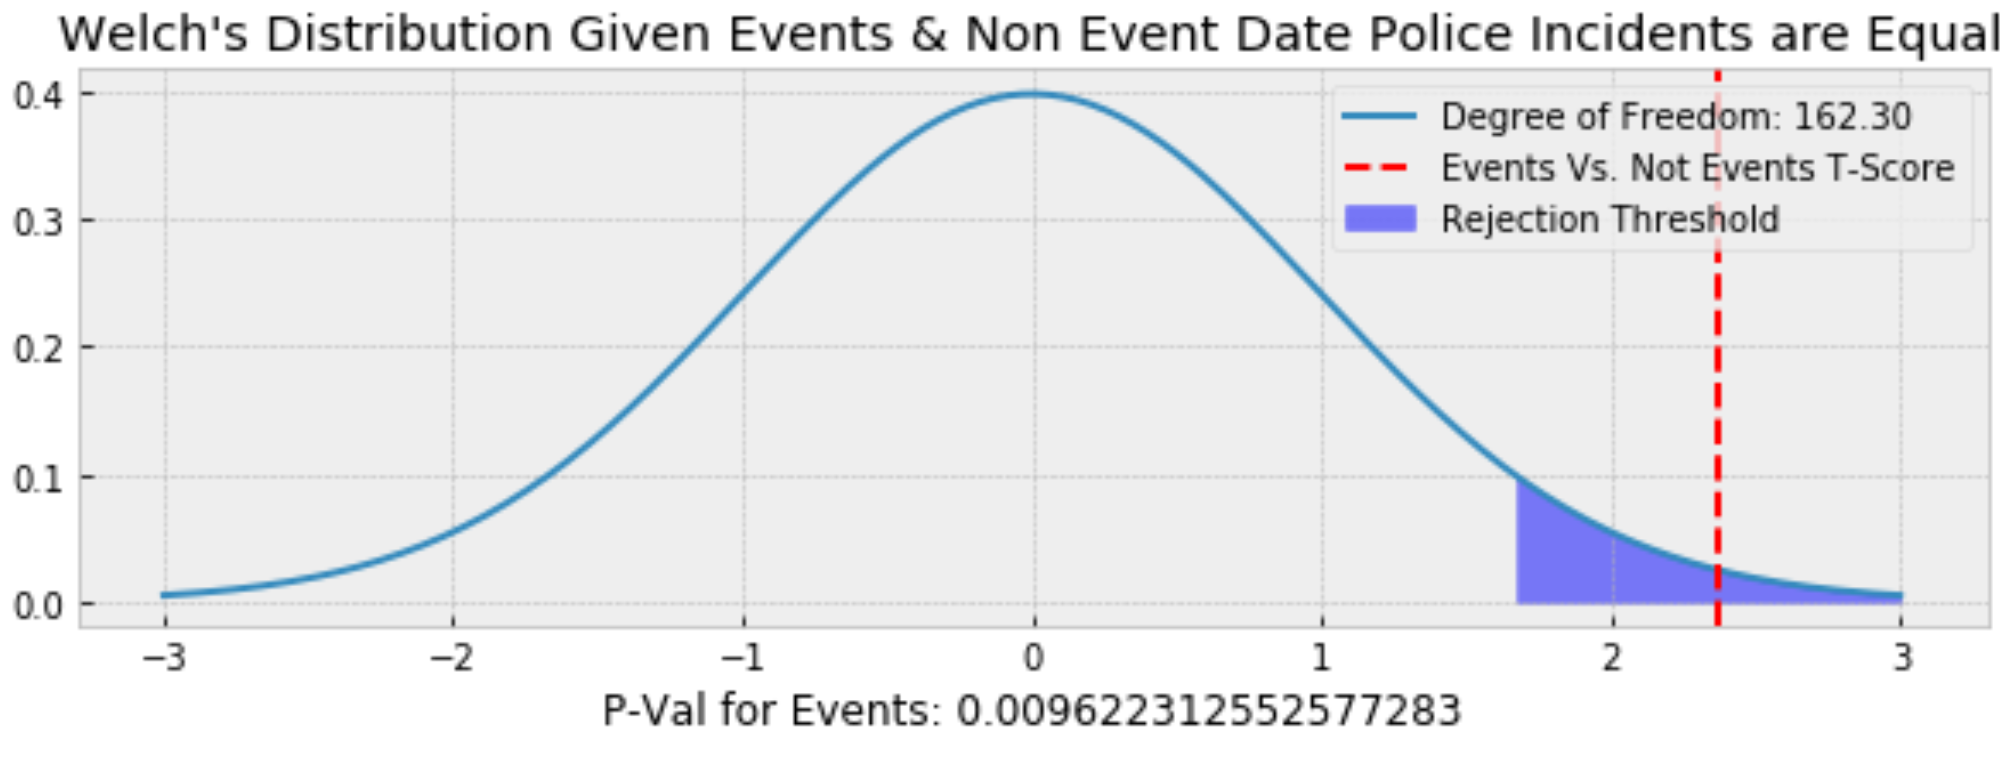 Welch's Distribution Given Events & Non Event Date Police Incidents are Equal
0.4
0.3
0.2
0.1
0.0
Degree of Freedom: 162.30
Events Vs. Not Events T-Score
Rejection Threshold
−3 −2 −1 0 1 2 3
P-Val for Events: 0.009622312552577283